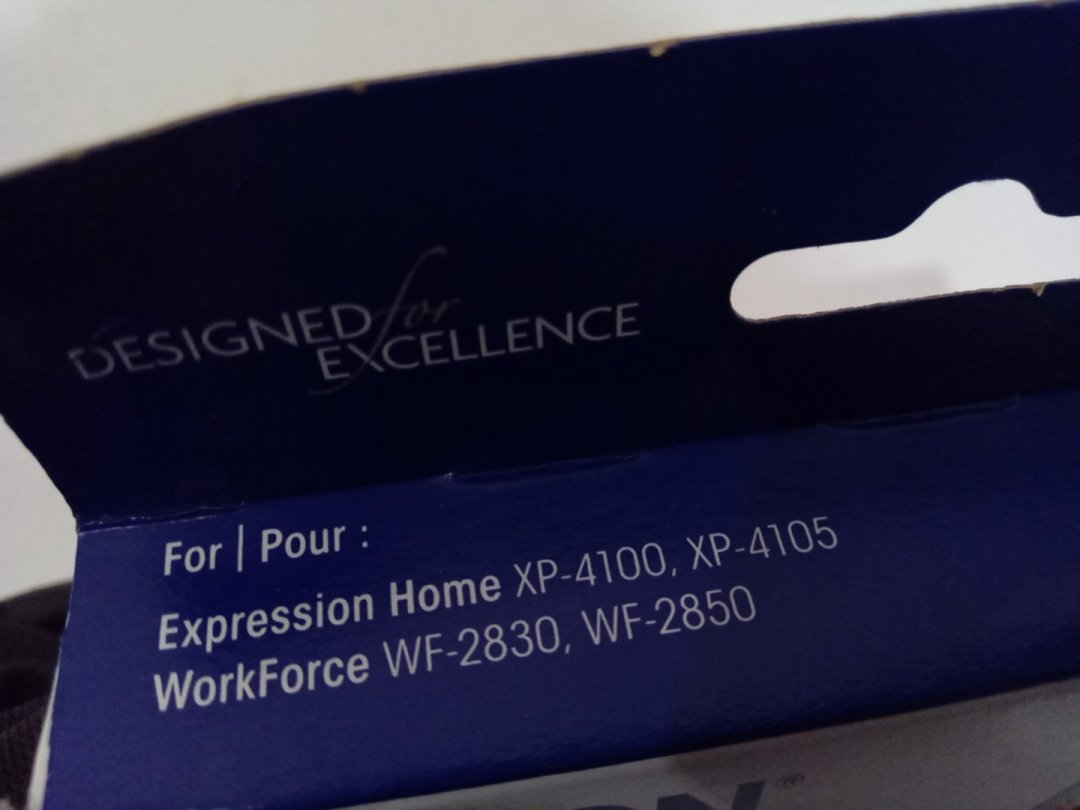 DESIGNED for
EXCELLENCE
For | Pour :
Expression Home XP-4100, XP-4105
WorkForce WF-2830, WF-2850